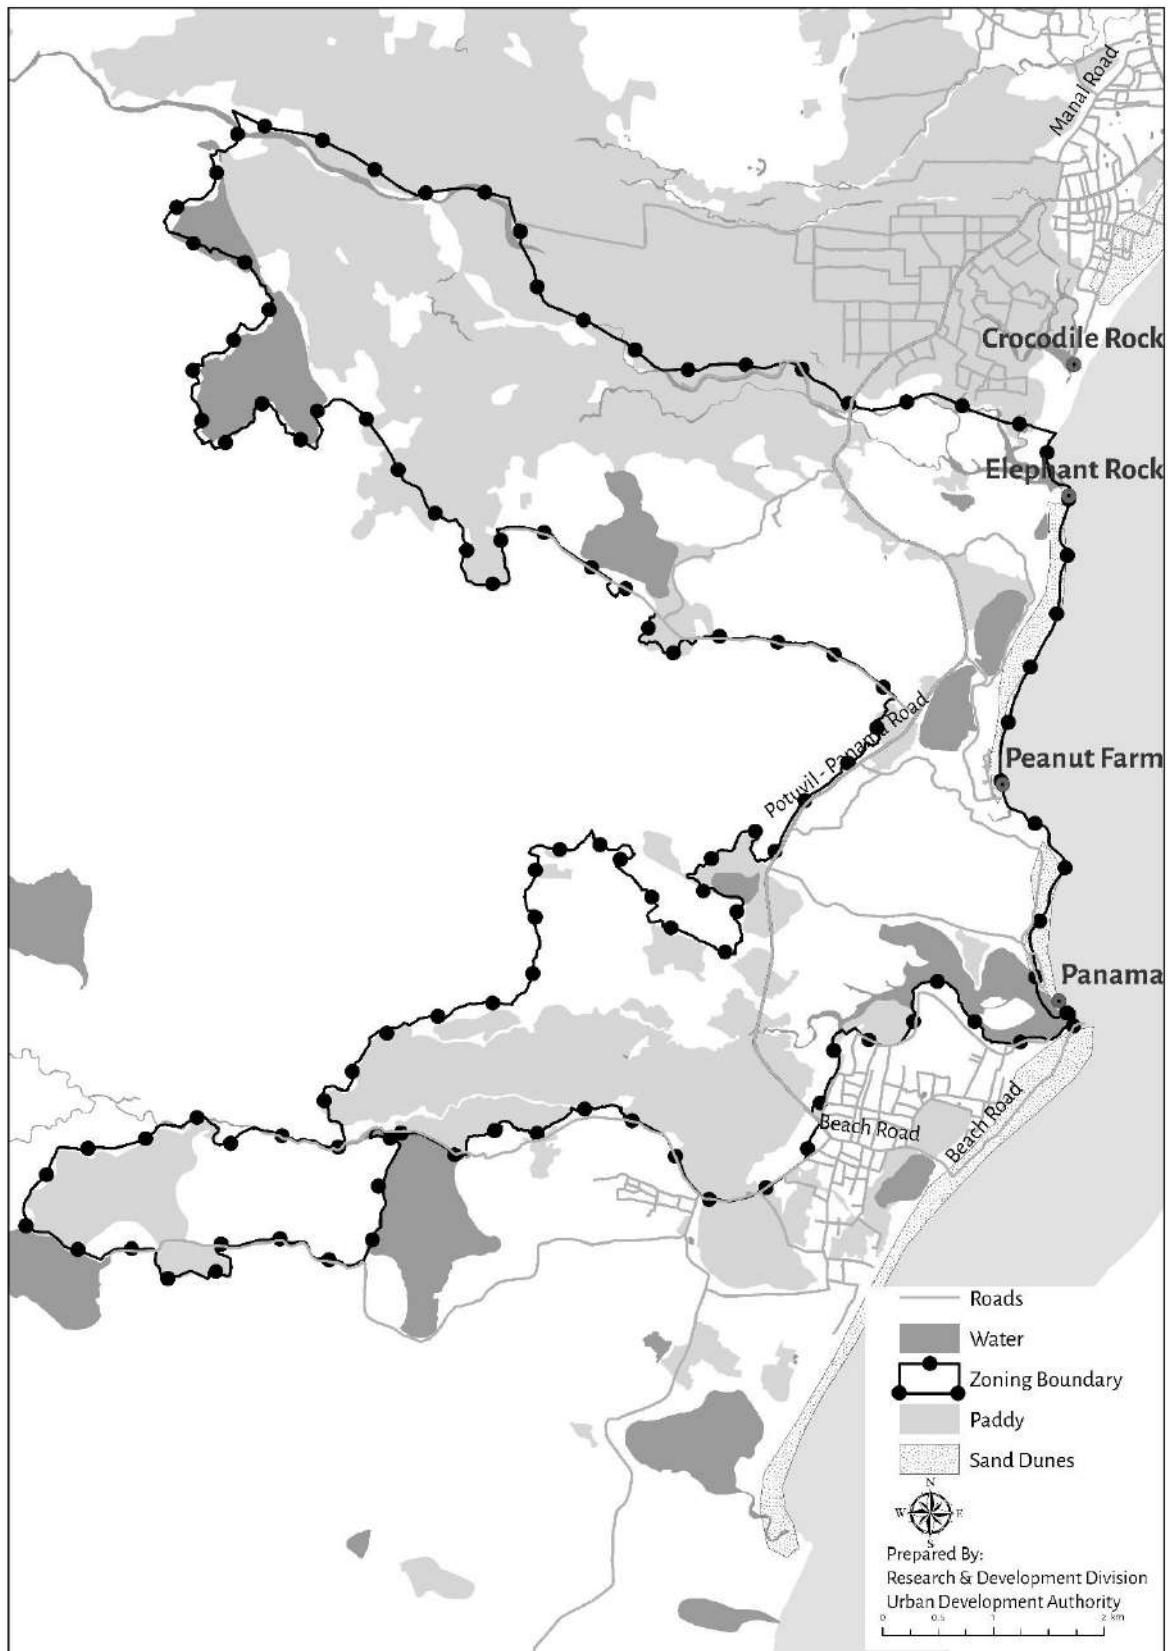 Manal Road
Crocodile Rock
Elephant Rock
Potuvil - Panama Road
Peanut Farm
Panama
Beach Road
Beach Road
Roads
Water
Zoning Boundary
Paddy
Sand Dunes
N
W E
S
Prepared By:
Research & Development Division
Urban Development Authority
0 0.5 1 2 km